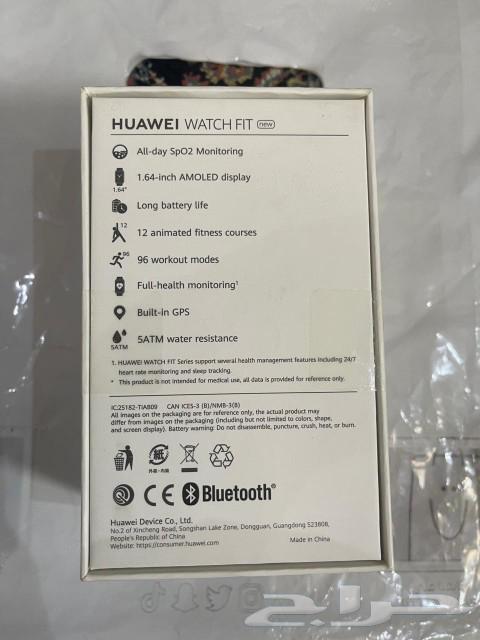 HUAWEI WATCH FIT new
All-day SpO2 Monitoring
1.64-inch AMOLED display
1.64"
Long battery life
12
12 animated fitness courses
96
96 workout modes
Full-health monitoring¹
Built-in GPS
5ATM water resistance
5ATM
1. HUAWEI WATCH FIT Series support several health management features including 24/7
heart rate monitoring and sleep tracking.
* This product is not intended for medical use, all data is provided for reference only.
IC:25182-TIAB09 CAN ICES-3 (B)/NMB-3(B)
All images on the packaging are for reference only, the actual product may
differ from images on the packaging (including but not limited to colors, shape,
and screen display). Battery warning: Do not disassemble, puncture, crush, heat, or burn.
紙
外箱・内箱
CE Bluetooth®
Huawei Device Co., Ltd.
No.2 of Xincheng Road, Songshan Lake Zone, Dongguan, Guangdong 523808,
People's Republic of China
Website: https://consumer.huawei.com Made in China
حراج